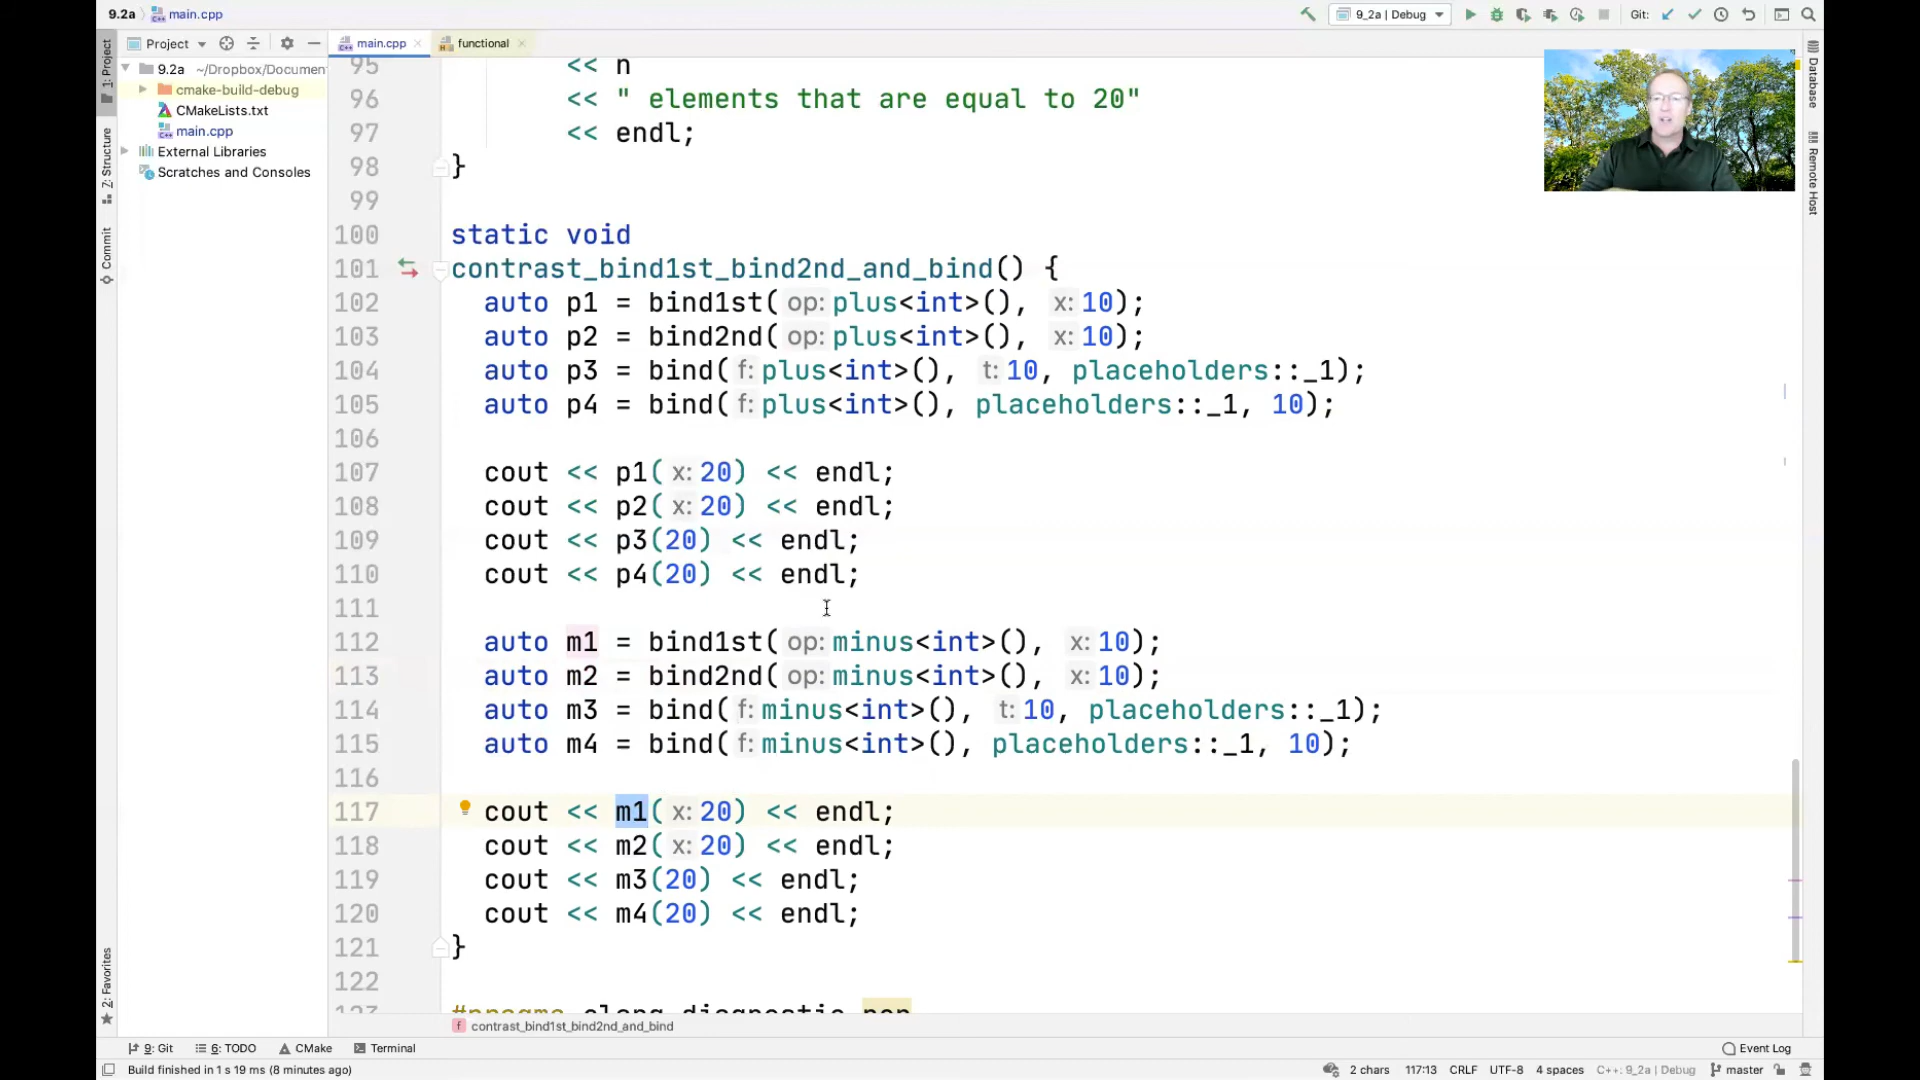 9.2a
main.cpp
9_2a | Debug
Git:
Project
main.cpp
functional
1: Project
9.2a ~/Dropbox/Documen
cmake-build-debug
CMakeLists.txt
main.cpp
External Libraries
Scratches and Consoles
Z: Structure
Commit
2: Favorites
Database
Remote Host
95 << n
96 << " elements that are equal to 20"
97 << endl;
98 }
99
100 static void
101 contrast_bind1st_bind2nd_and_bind() {
102 auto p1 = bind1st( op: plus<int>(), x: 10);
103 auto p2 = bind2nd( op: plus<int>(), x: 10);
104 auto p3 = bind( f: plus<int>(), t: 10, placeholders::_1);
105 auto p4 = bind( f: plus<int>(), placeholders::_1, 10);
106
107 cout << p1( x: 20) << endl;
108 cout << p2( x: 20) << endl;
109 cout << p3(20) << endl;
110 cout << p4(20) << endl;
111
112 auto m1 = bind1st( op: minus<int>(), x: 10);
113 auto m2 = bind2nd( op: minus<int>(), x: 10);
114 auto m3 = bind( f: minus<int>(), t: 10, placeholders::_1);
115 auto m4 = bind( f: minus<int>(), placeholders::_1, 10);
116
117 cout << m1( x: 20) << endl;
118 cout << m2( x: 20) << endl;
119 cout << m3(20) << endl;
120 cout << m4(20) << endl;
121 }
122
123 #pragma clang diagnostic pop
contrast_bind1st_bind2nd_and_bind
9: Git
6: TODO
CMake
Terminal
Event Log
Build finished in 1 s 19 ms (8 minutes ago)
2 chars
117:13
CRLF
UTF-8
4 spaces
C++: 9_2a | Debug
master